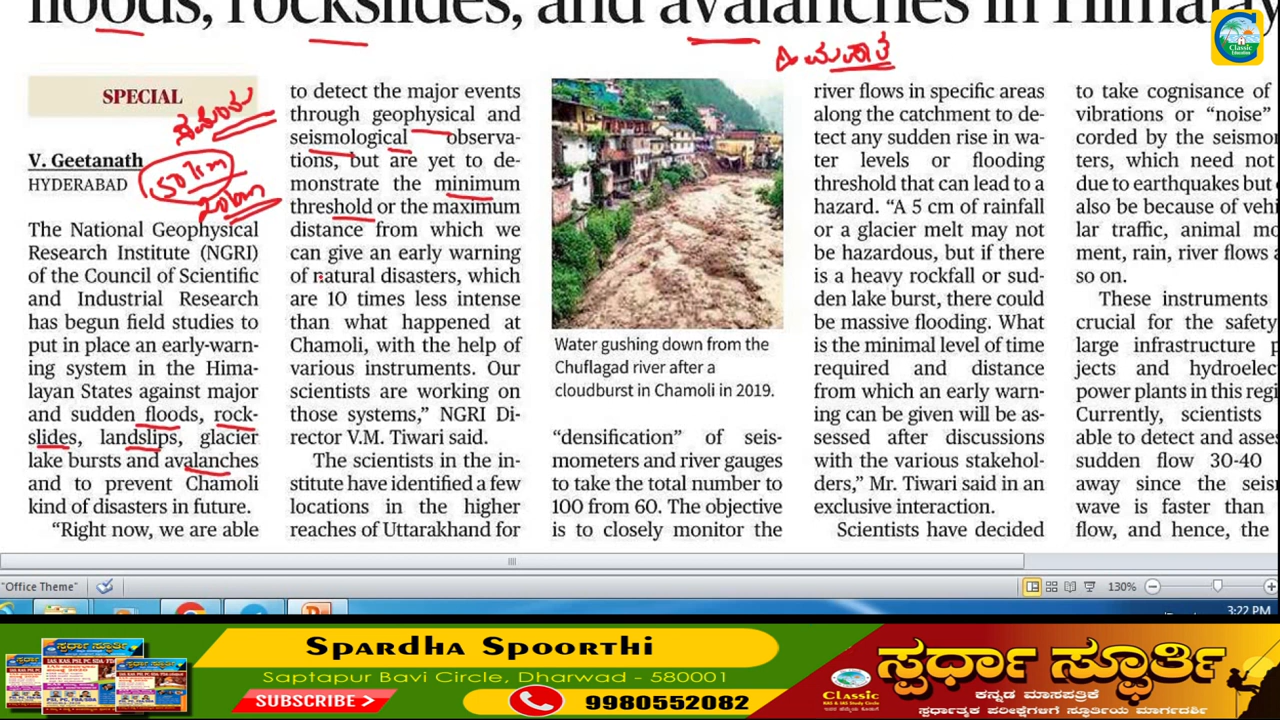 floods, rockslides, and avalanches in Himalay
ಹಿಮಪಾತ
Classic
Education
SPECIAL
V. Geetanath
HYDERABAD
The National Geophysical
Research Institute (NGRI)
of the Council of Scientific
and Industrial Research
has begun field studies to
put in place an early-warn-
ing system in the Hima-
layan States against major
and sudden floods, rock-
slides, landslips, glacier
lake bursts and avalanches
and to prevent Chamoli
kind of disasters in future.
“Right now, we are able
to detect the major events
through geophysical and
seismological observa-
tions, but are yet to de-
monstrate the minimum
threshold or the maximum
distance from which we
can give an early warning
of natural disasters, which
are 10 times less intense
than what happened at
Chamoli, with the help of
various instruments. Our
scientists are working on
those systems,” NGRI Di-
rector V.M. Tiwari said.
The scientists in the in-
stitute have identified a few
locations in the higher
reaches of Uttarakhand for
Water gushing down from the
Chuflagad river after a
cloudburst in Chamoli in 2019.
“densification” of seis-
mometers and river gauges
to take the total number to
100 from 60. The objective
is to closely monitor the
river flows in specific areas
along the catchment to de-
tect any sudden rise in wa-
ter levels or flooding
threshold that can lead to a
hazard. “A 5 cm of rainfall
or a glacier melt may not
be hazardous, but if there
is a heavy rockfall or sud-
den lake burst, there could
be massive flooding. What
is the minimal level of time
required and distance
from which an early warn-
ing can be given will be as-
sessed after discussions
with the various stakehol-
ders,” Mr. Tiwari said in an
exclusive interaction.
Scientists have decided
to take cognisance of
vibrations or “noise”
corded by the seismo
ters, which need not
due to earthquakes but
also be because of vehi
lar traffic, animal mo
ment, rain, river flows a
so on.
These instruments
crucial for the safety
large infrastructure p
jects and hydroelec
power plants in this regi
Currently, scientists
able to detect and asses
sudden flow 30-40
away since the seis
wave is faster than
flow, and hence, the
"Office Theme"
130%
3:22 PM
Spardha Spoorthi
Saptapur Bavi Circle, Dharwad - 580001
SUBSCRIBE
9980552082
Classic
ಸ್ಪರ್ಧಾ ಸ್ಫೂರ್ತಿ
ಕನ್ನಡ ಮಾಸಪತ್ರಿಕೆ
ಸ್ಪರ್ಧಾತ್ಮಕ ಪರೀಕ್ಷೆಗಳಿಗೆ ಸ್ಫೂರ್ತಿಯ ಮಾರ್ಗದರ್ಶಿ